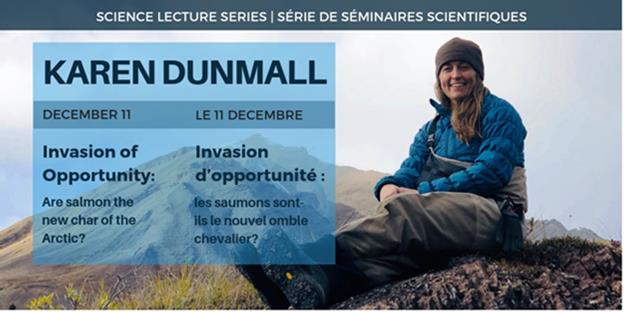 SCIENCE LECTURE SERIES | SÉRIE DE SÉMINAIRES SCIENTIFIQUES
KAREN DUNMALL
DECEMBER 11
Invasion of
Opportunity:
Are salmon the
new char of the
Arctic?
LE 11 DECEMBRE
Invasion
d'opportunité :
les saumons sont-
ils le nouvel omble
chevalier?